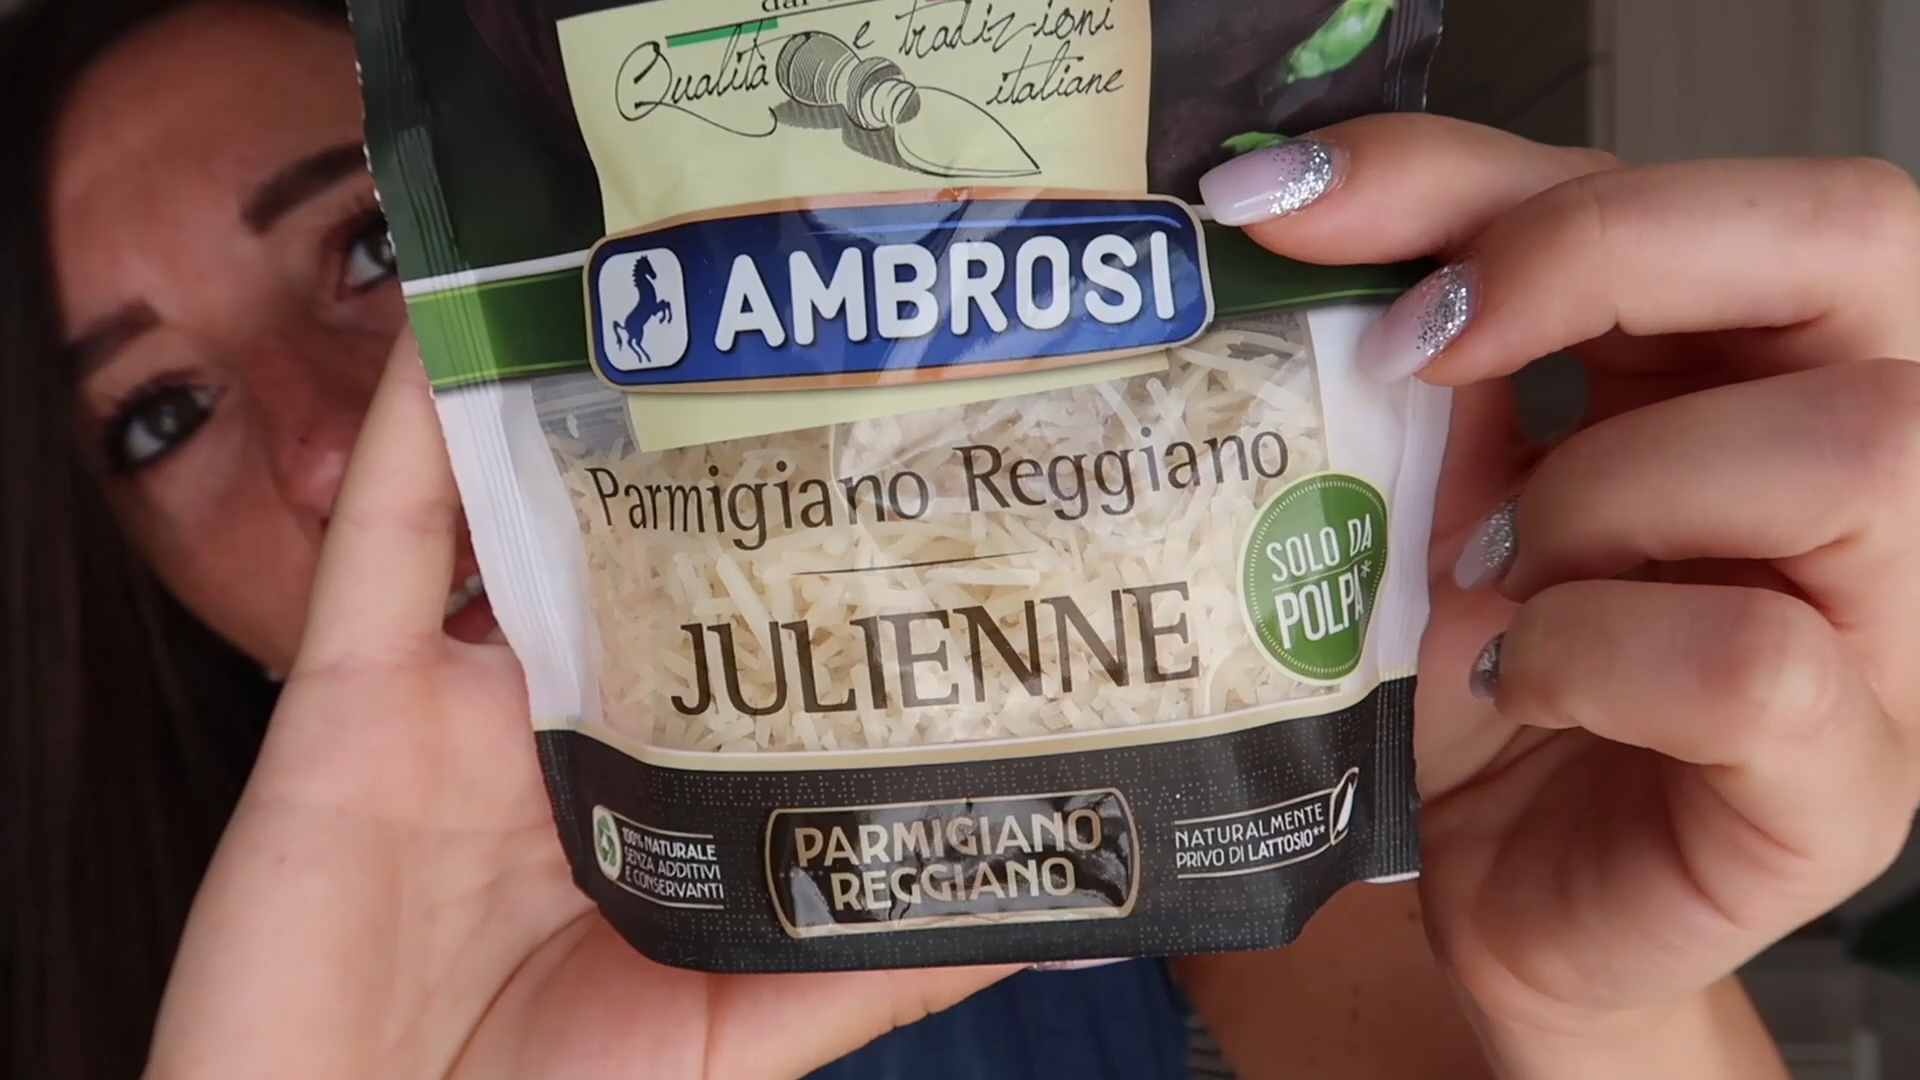 dal
Qualità e tradizioni
italiane
AMBROSI
Parmigiano Reggiano
JULIENNE
SOLO DA
POLPA*
100% NATURALE
SENZA ADDITIVI
E CONSERVANTI
PARMIGIANO
REGGIANO
NATURALMENTE
PRIVO DI LATTOSIO**